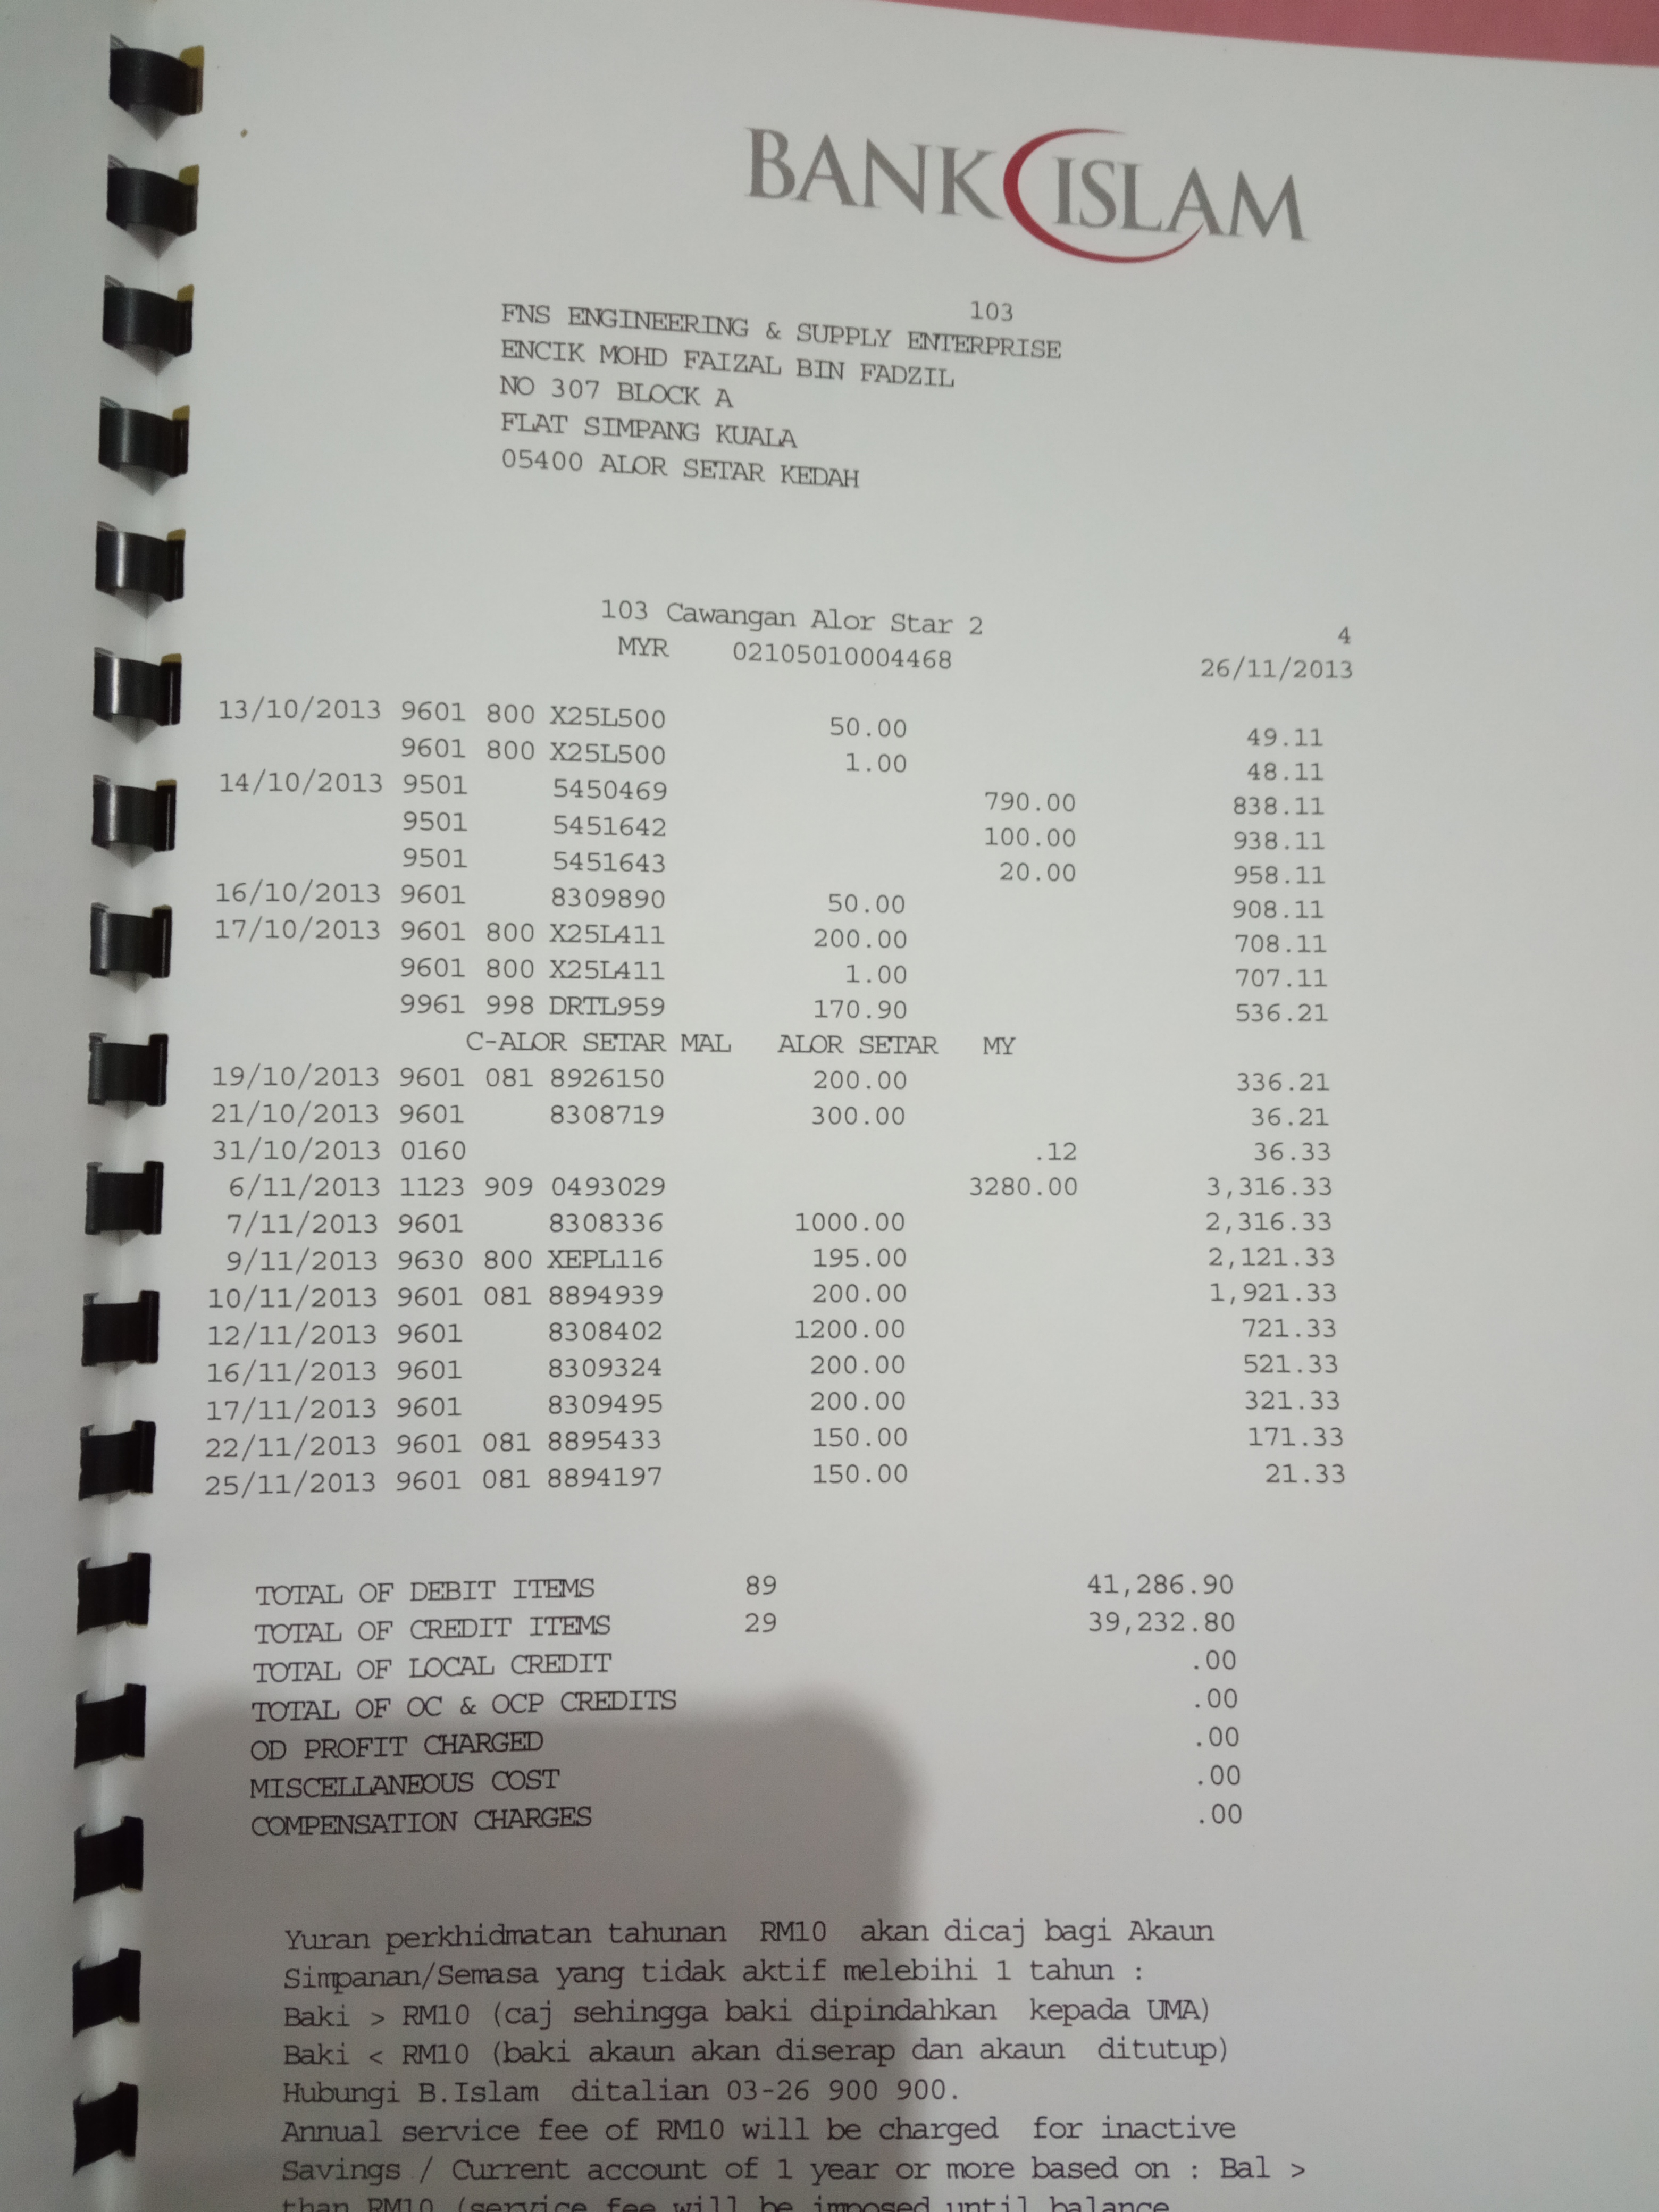 BANK ISLAM
103
FNS ENGINEERING & SUPPLY ENTERPRISE
ENCIK MOHD FAIZAL BIN FADZIL
NO 307 BLOCK A
FLAT SIMPANG KUALA
05400 ALOR SETAR KEDAH
103 Cawangan Alor Star 2 4
MYR 02105010004468 26/11/2013
13/10/2013 9601 800 X25L500 50.00 49.11
9601 800 X25L500 1.00 48.11
14/10/2013 9501 5450469 790.00 838.11
9501 5451642 100.00 938.11
9501 5451643 20.00 958.11
16/10/2013 9601 8309890 50.00 908.11
17/10/2013 9601 800 X25L411 200.00 708.11
9601 800 X25L411 1.00 707.11
9961 998 DRTL959 170.90 536.21
C-ALOR SETAR MAL ALOR SETAR MY
19/10/2013 9601 081 8926150 200.00 336.21
21/10/2013 9601 8308719 300.00 36.21
31/10/2013 0160 .12 36.33
6/11/2013 1123 909 0493029 3280.00 3,316.33
7/11/2013 9601 8308336 1000.00 2,316.33
9/11/2013 9630 800 XEPL116 195.00 2,121.33
10/11/2013 9601 081 8894939 200.00 1,921.33
12/11/2013 9601 8308402 1200.00 721.33
16/11/2013 9601 8309324 200.00 521.33
17/11/2013 9601 8309495 200.00 321.33
22/11/2013 9601 081 8895433 150.00 171.33
25/11/2013 9601 081 8894197 150.00 21.33
TOTAL OF DEBIT ITEMS 89 41,286.90
TOTAL OF CREDIT ITEMS 29 39,232.80
TOTAL OF LOCAL CREDIT .00
TOTAL OF OC & OCP CREDITS .00
OD PROFIT CHARGED .00
MISCELLANEOUS COST .00
COMPENSATION CHARGES .00
Yuran perkhidmatan tahunan RM10 akan dicaj bagi Akaun
Simpanan/Semasa yang tidak aktif melebihi 1 tahun :
Baki > RM10 (caj sehingga baki dipindahkan kepada UMA)
Baki < RM10 (baki akaun akan diserap dan akaun ditutup)
Hubungi B.Islam ditalian 03-26 900 900.
Annual service fee of RM10 will be charged for inactive
Savings / Current account of 1 year or more based on : Bal >
than RM10 (service fee will be imposed until balance